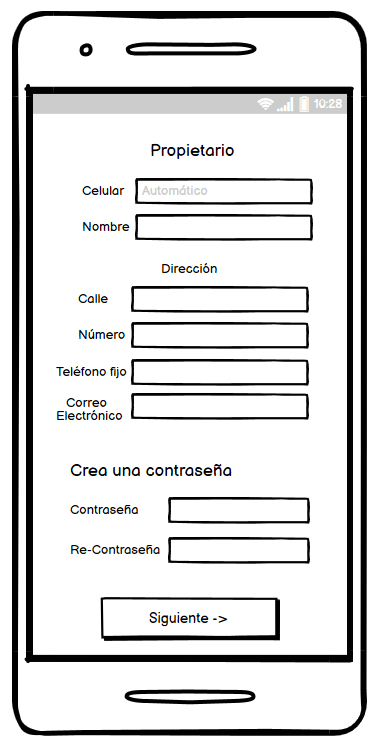 10:28
Propietario
Celular Automático
Nombre
Dirección
Calle
Número
Teléfono fijo
Correo
Electrónico
Crea una contraseña
Contraseña
Re-Contraseña
Siguiente ->